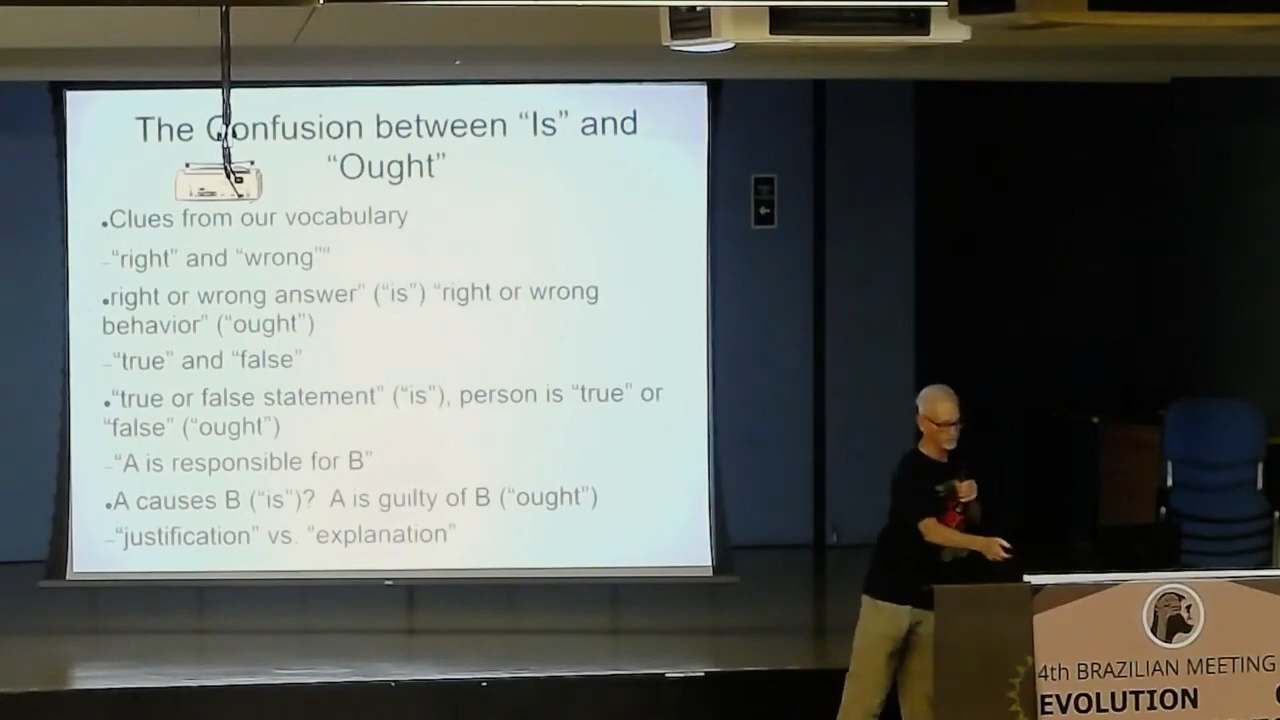 The Confusion between “Is” and
“Ought”
•Clues from our vocabulary
–“right” and “wrong””
•right or wrong answer” (“is”) “right or wrong
behavior” (“ought”)
–“true” and “false”
•“true or false statement” (“is”), person is “true” or
“false” (“ought”)
–“A is responsible for B”
•A causes B (“is”)? A is guilty of B (“ought”)
–“justification” vs. “explanation”
4th BRAZILIAN MEETING
EVOLUTION